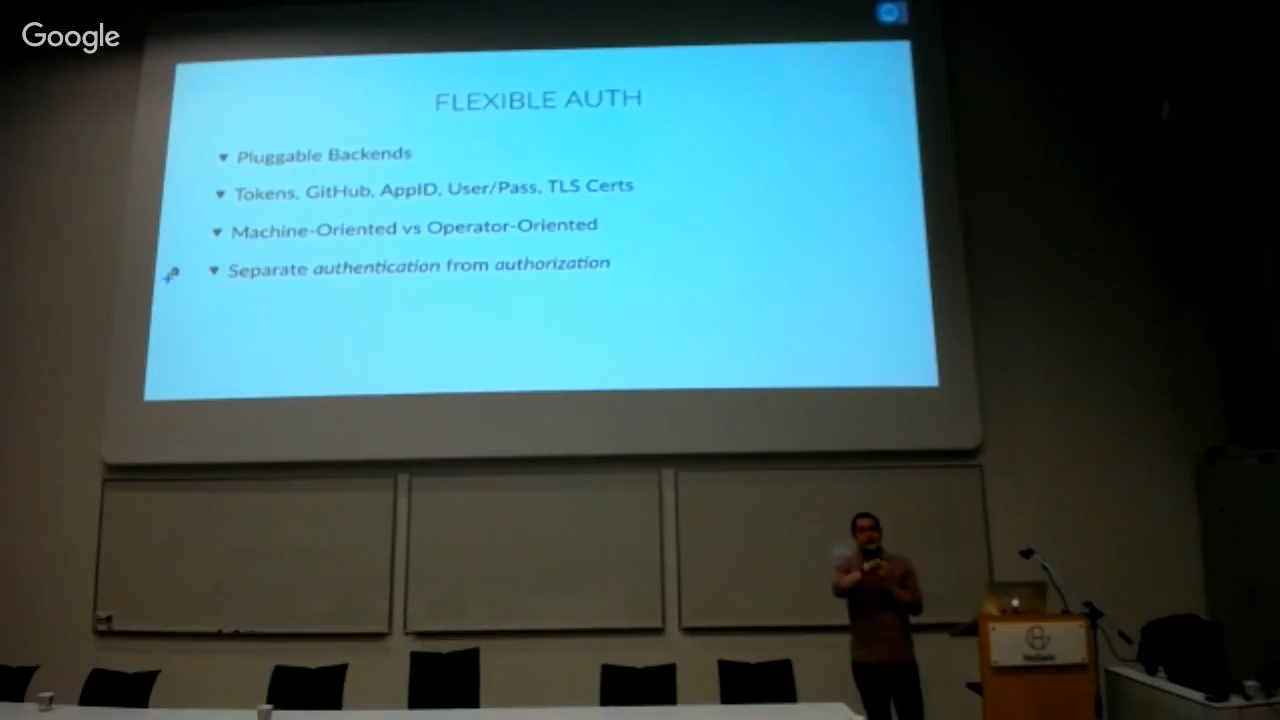 Google
FLEXIBLE AUTH
Pluggable Backends
Tokens, GitHub, AppID, User/Pass, TLS Certs
Machine-Oriented vs Operator-Oriented
Separate authentication from authorization